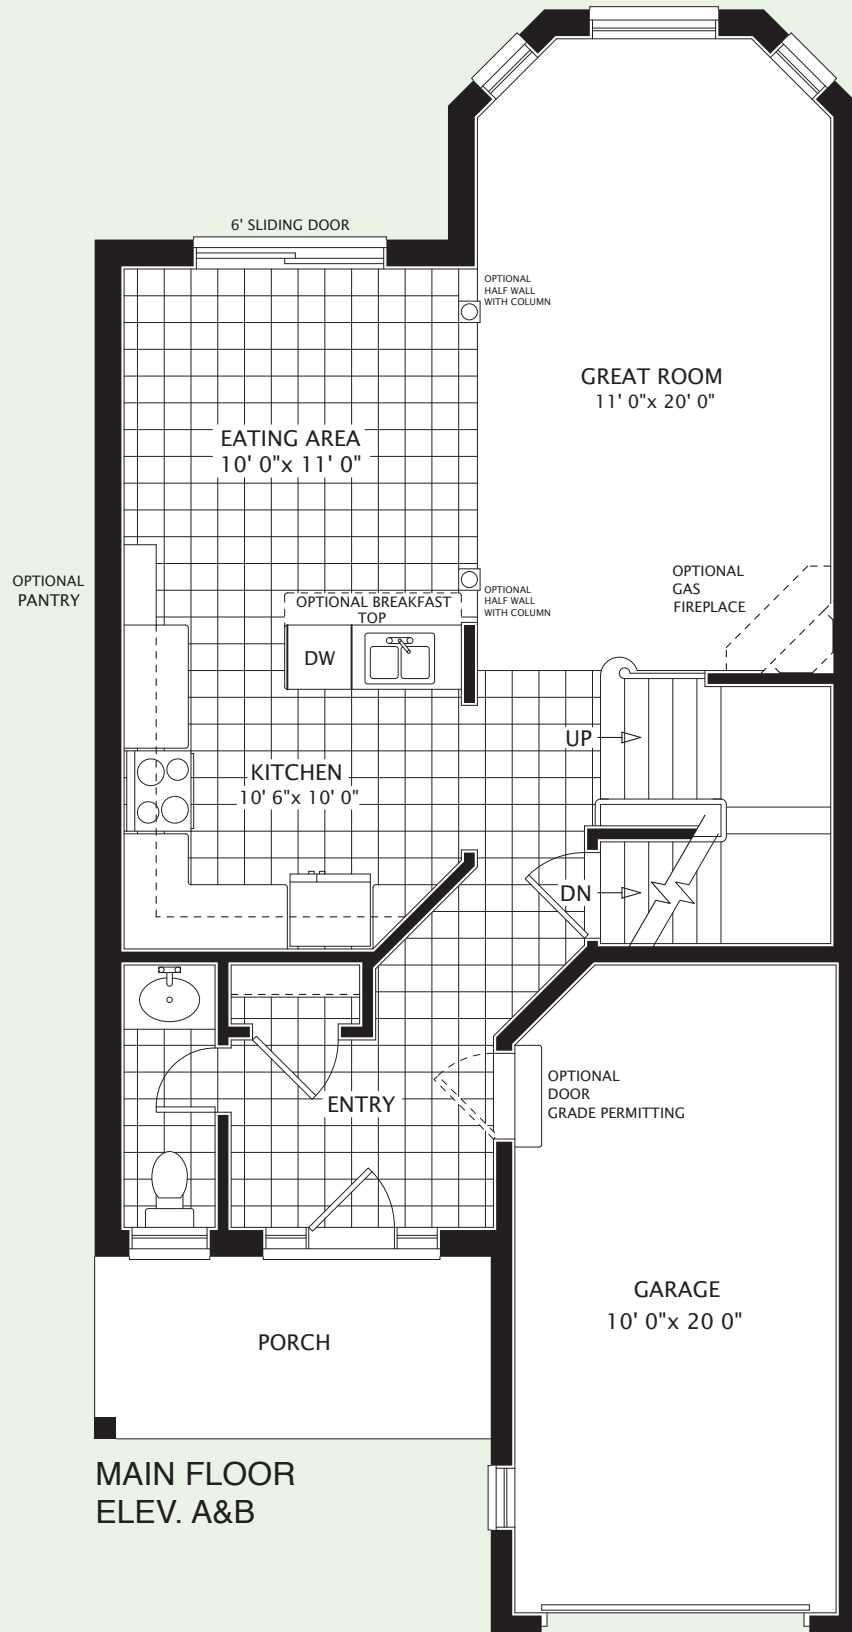 6' SLIDING DOOR
OPTIONAL
HALF WALL
WITH COLUMN
GREAT ROOM
11' 0"x 20' 0"
EATING AREA
10' 0"x 11' 0"
OPTIONAL
PANTRY
OPTIONAL BREAKFAST
TOP
OPTIONAL
HALF WALL
WITH COLUMN
OPTIONAL
GAS
FIREPLACE
DW
UP
KITCHEN
10' 6"x 10' 0"
DN
OPTIONAL
DOOR
GRADE PERMITTING
ENTRY
GARAGE
10' 0"x 20 0"
PORCH
MAIN FLOOR
ELEV. A&B